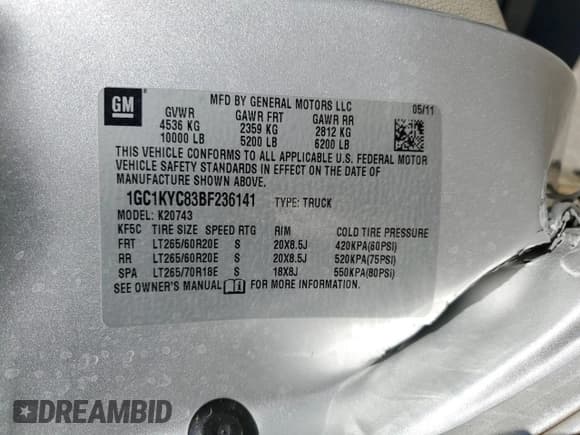 GM
MFD BY GENERAL MOTORS LLC 05/11
GVWR GAWR FRT GAWR RR
4536 KG 2359 KG 2812 KG
10000 LB 5200 LB 6200 LB
THIS VEHICLE CONFORMS TO ALL APPLICABLE U.S. FEDERAL MOTOR
VEHICLE SAFETY STANDARDS IN EFFECT ON THE DATE OF
MANUFACTURE SHOWN ABOVE.
1GC1KYC83BF236141 TYPE: TRUCK
MODEL: K20743
KF5C TIRE SIZE SPEED RTG RIM COLD TIRE PRESSURE
FRT LT265/60R20E S 20X8.5J 420KPA(60PSI)
RR LT265/60R20E S 20X8.5J 520KPA(75PSI)
SPA LT265/70R18E S 18X8J 550KPA(80PSI)
SEE OWNER'S MANUAL FOR MORE INFORMATION.
DREAMBID